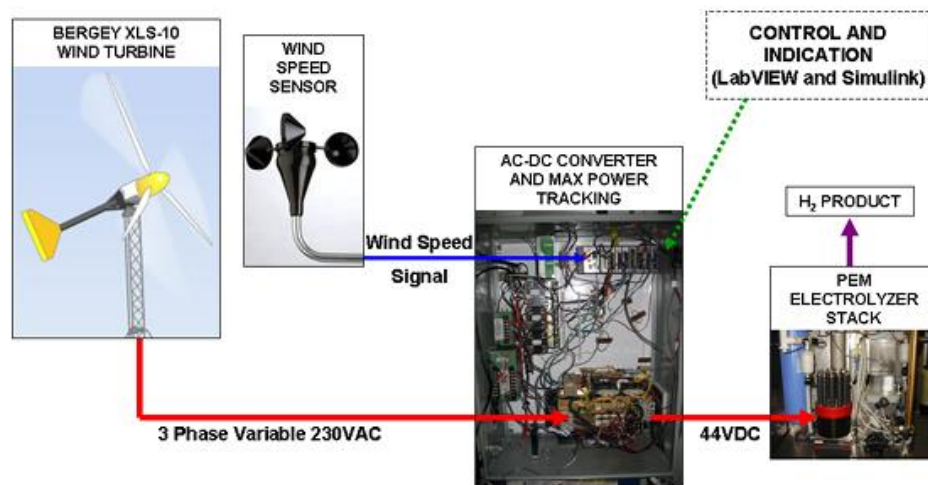 BERGEY XLS-10
WIND TURBINE
WIND
SPEED
SENSOR
CONTROL AND
INDICATION
(LabVIEW and Simulink)
AC-DC CONVERTER
AND MAX POWER
TRACKING
H₂ PRODUCT
Wind Speed
Signal
PEM
ELECTROLYZER
STACK
3 Phase Variable 230VAC
44VDC